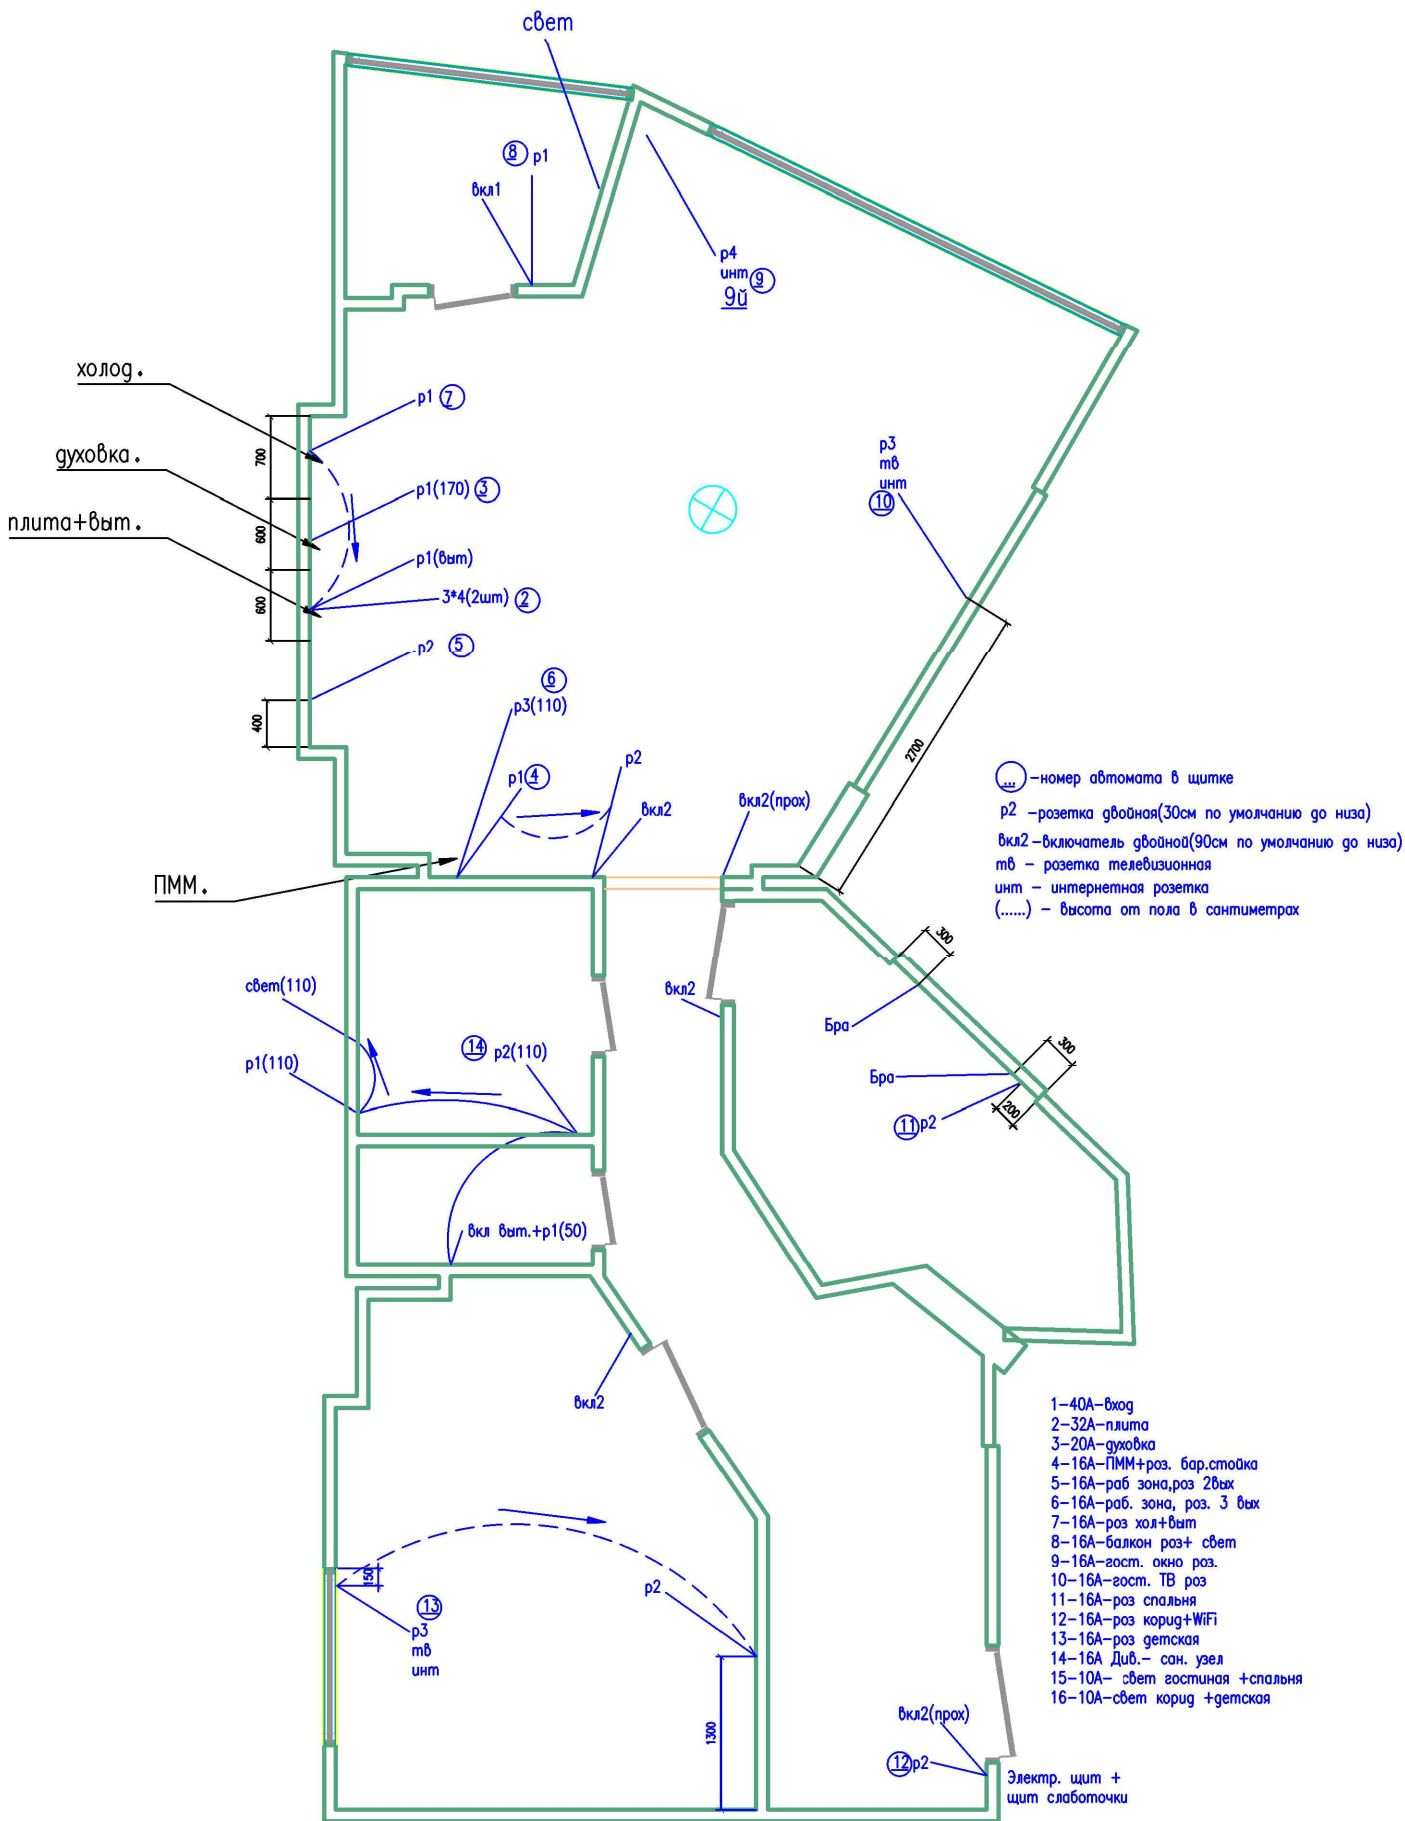 свет
8 р1
вкл1
р4
инт 9
9й
холод.
р1 7
700
духовка.
р1(170) 3
600
плита+выт.
р1(выт)
3*4(2шт) 2
600
р2 5
400
р3
тв
инт
10
6
р3(110)
р1 4
р2
вкл2
вкл2(прох)
2700
ПММ.
... -номер автомата в щитке
р2 -розетка двойная(30см по умолчанию до низа)
вкл2-включатель двойной(90см по умолчанию до низа)
тв - розетка телевизионная
инт - интернетная розетка
(......) - высота от пола в сантиметрах
300
свет(110)
вкл2
Бра
р1(110)
14 р2(110)
300
Бра
200
11 р2
вкл выт.+р1(50)
вкл2
1-40А-вход
2-32А-плита
3-20А-духовка
4-16А-ПММ+роз. бар.стойка
5-16А-раб зона,роз 2вых
6-16А-раб. зона, роз. 3 вых
7-16А-роз хол+выт
8-16А-балкон роз+ свет
9-16А-гост. окно роз.
10-16А-гост. ТВ роз
11-16А-роз спальня
12-16А-роз корид+WiFi
13-16А-роз детская
14-16А Див.- сан. узел
15-10А- свет гостиная +спальня
16-10А-свет корид +детская
150
13
р3
тв
инт
р2
1300
вкл2(прох)
12 р2
Электр. щит +
щит слаботочки